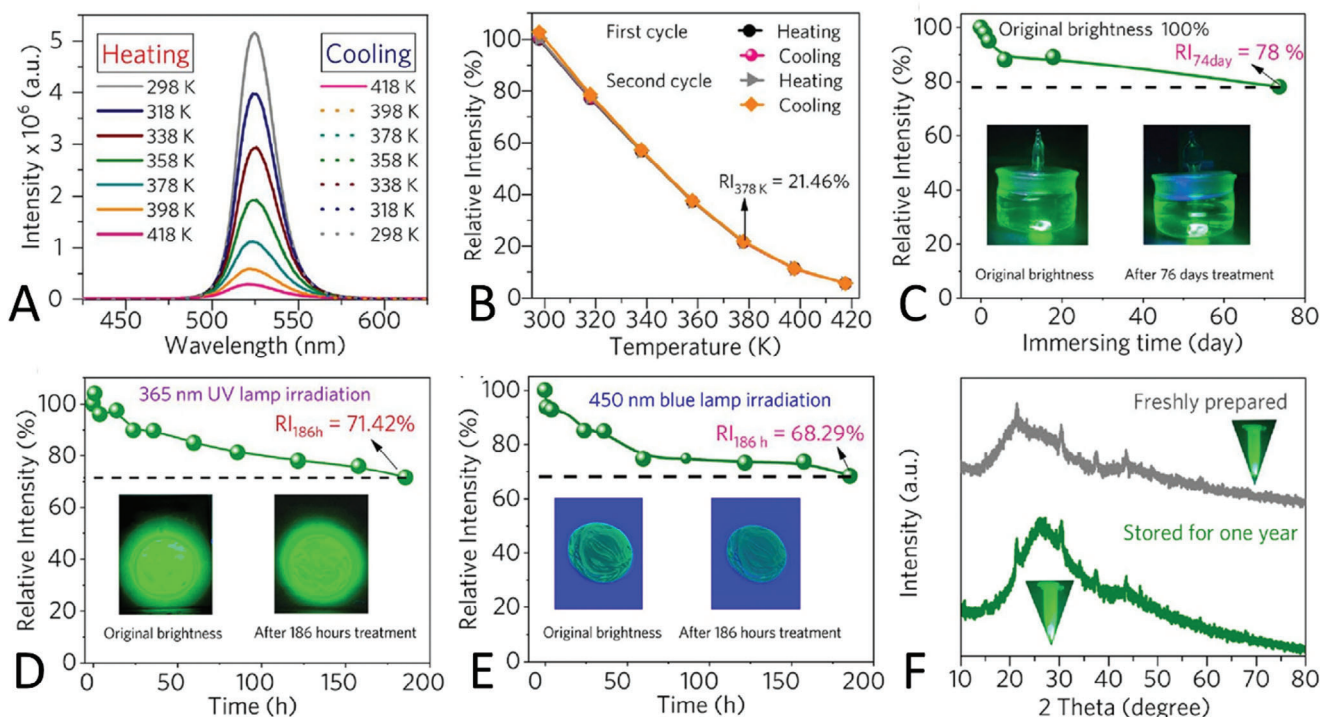 A
Intensity x 10⁶ (a.u.)
5
4
3
2
1
0
Heating
298 K
318 K
338 K
358 K
378 K
398 K
418 K
Cooling
418 K
398 K
378 K
358 K
338 K
318 K
298 K
450 500 550 600
Wavelength (nm)
B
Relative Intensity (%)
100
80
60
40
20
0
First cycle
Heating
Cooling
Second cycle
Heating
Cooling
RI378 K = 21.46%
300 320 340 360 380 400 420
Temperature (K)
C
Relative Intensity (%)
100
80
60
40
20
0
Original brightness 100%
RI74day = 78 %
Original brightness
After 76 days treatment
0 20 40 60 80
Immersing time (day)
D
Relative Intensity (%)
100
80
60
40
20
0
365 nm UV lamp irradiation
RI186h = 71.42%
Original brightness
After 186 hours treatment
0 50 100 150 200
Time (h)
E
Relative Intensity (%)
100
80
60
40
20
0
450 nm blue lamp irradiation
RI186 h = 68.29%
Original brightness
After 186 hours treatment
0 50 100 150 200
Time (h)
F
Intensity (a.u.)
Freshly prepared
Stored for one year
10 20 30 40 50 60 70 80
2 Theta (degree)